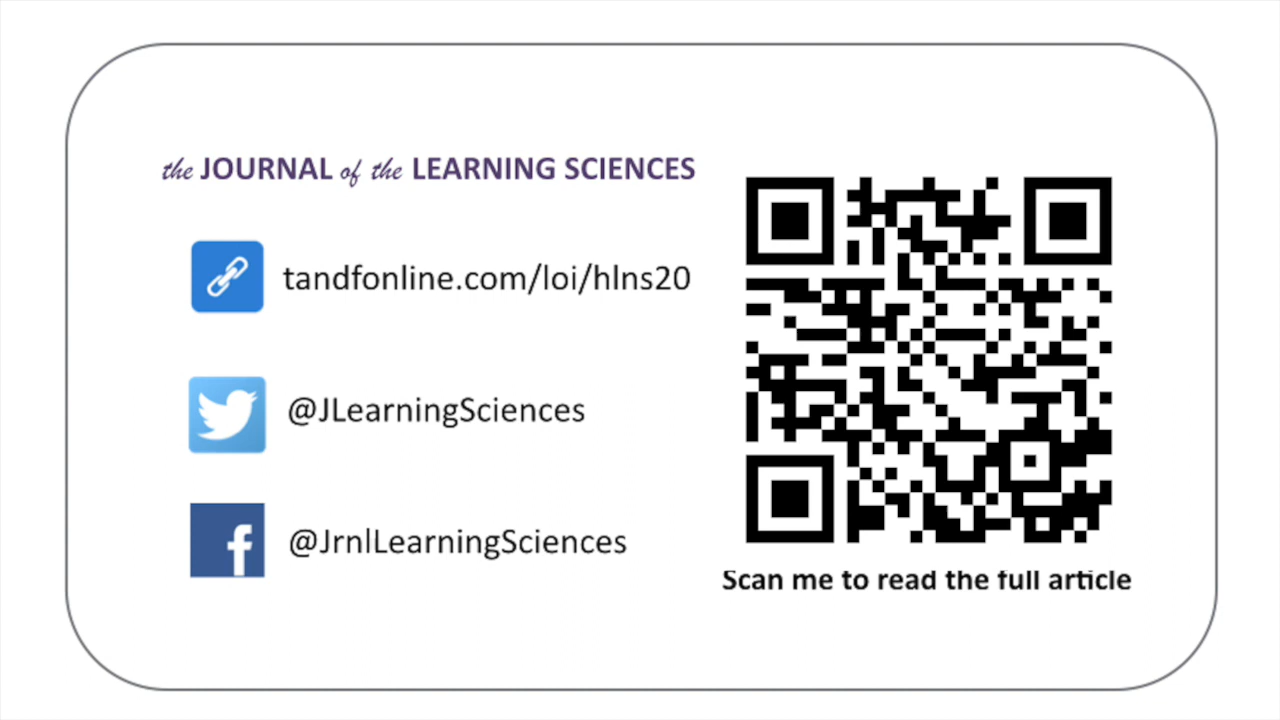 the JOURNAL of the LEARNING SCIENCES
tandfonline.com/loi/hlns20
@JLearningSciences
@JrnlLearningSciences
Scan me to read the full article